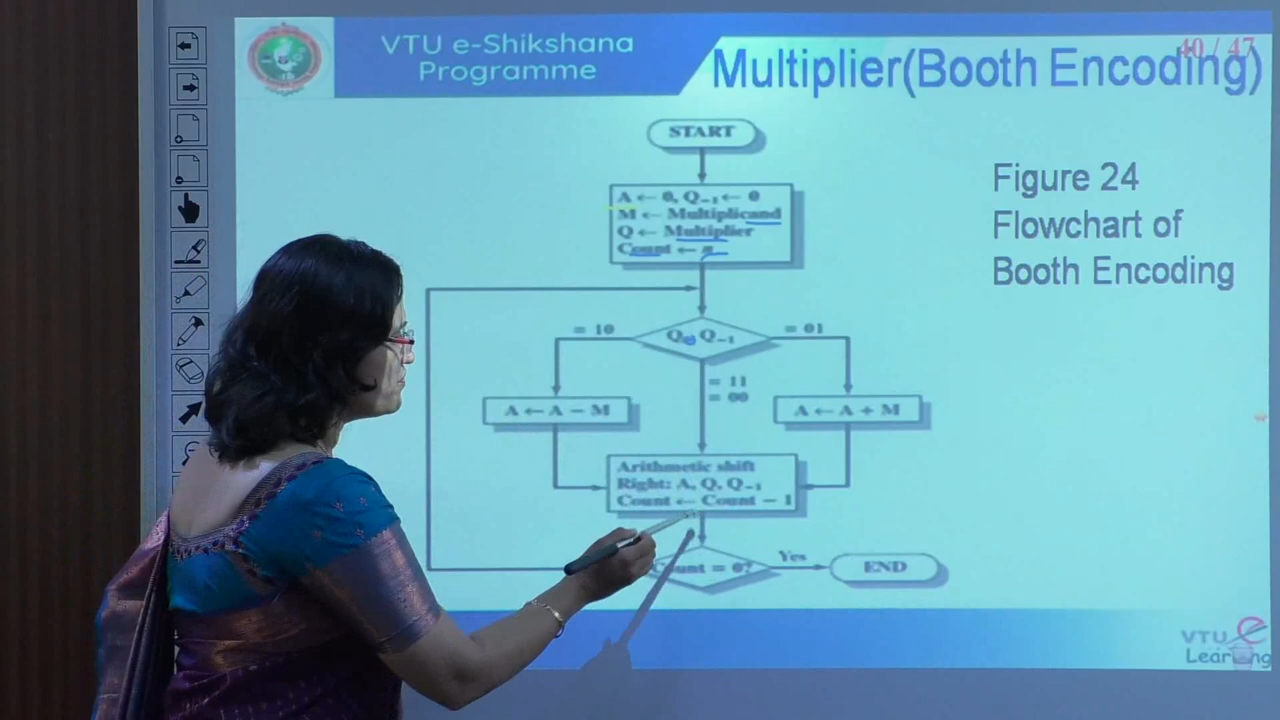 VTU e-Shikshana
Programme
Multiplier(Booth Encoding)
40 / 47
START
A ← 0, Q₋₁ ← 0
M ← Multiplicand
Q ← Multiplier
Count ← n
Figure 24
Flowchart of
Booth Encoding
= 10
Q₀, Q₋₁
= 01
= 11
= 00
A ← A − M
A ← A + M
Arithmetic shift
Right: A, Q, Q₋₁
Count ← Count − 1
Count = 0?
Yes
END
VTU e
Learning